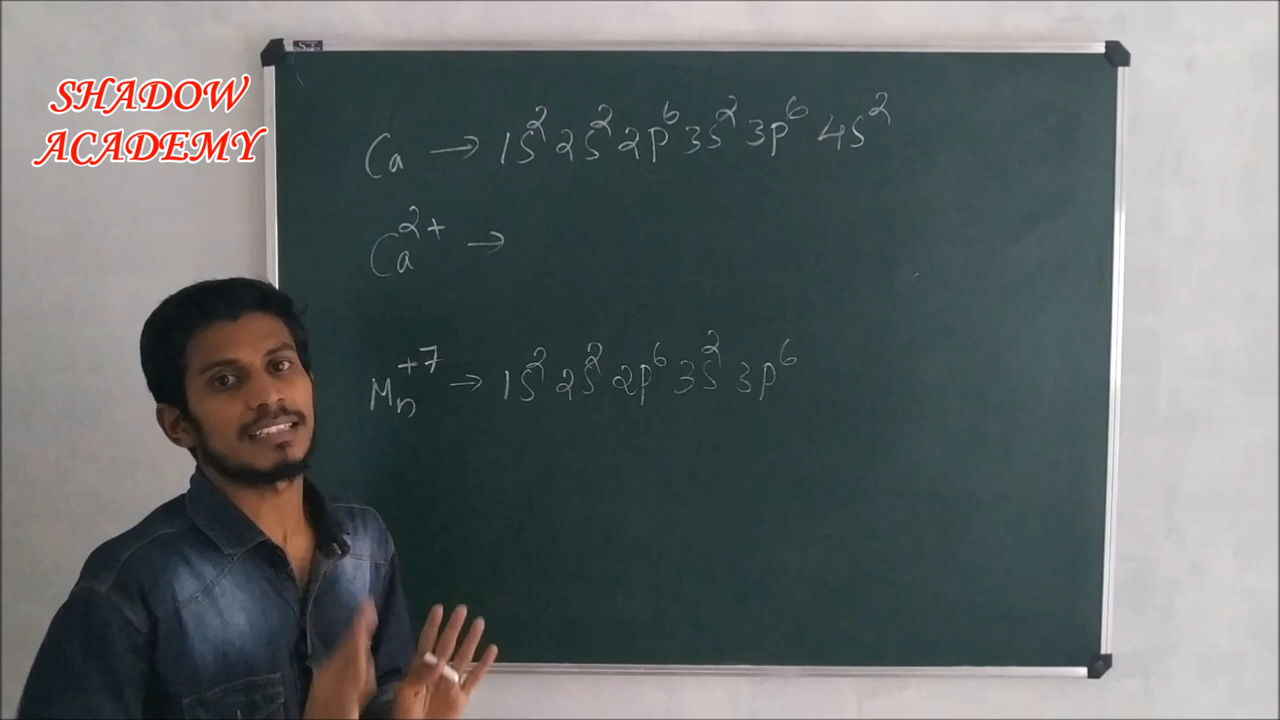 SHADOW
ACADEMY
Ca → 1S² 2S² 2P⁶ 3S² 3P⁶ 4S²
Ca²⁺ →
Mn⁺⁷ → 1S² 2S² 2P⁶ 3S² 3P⁶